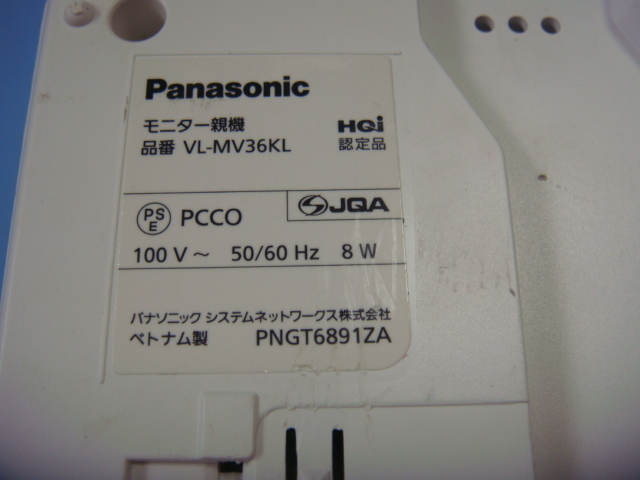 Panasonic
モニター親機
HQi
品番 VL-MV36KL
認定品
PS
E
PCCO
JQA
100 V ～ 50/60 Hz 8 W
パナソニック システムネットワークス株式会社
ベトナム製 PNGT6891ZA